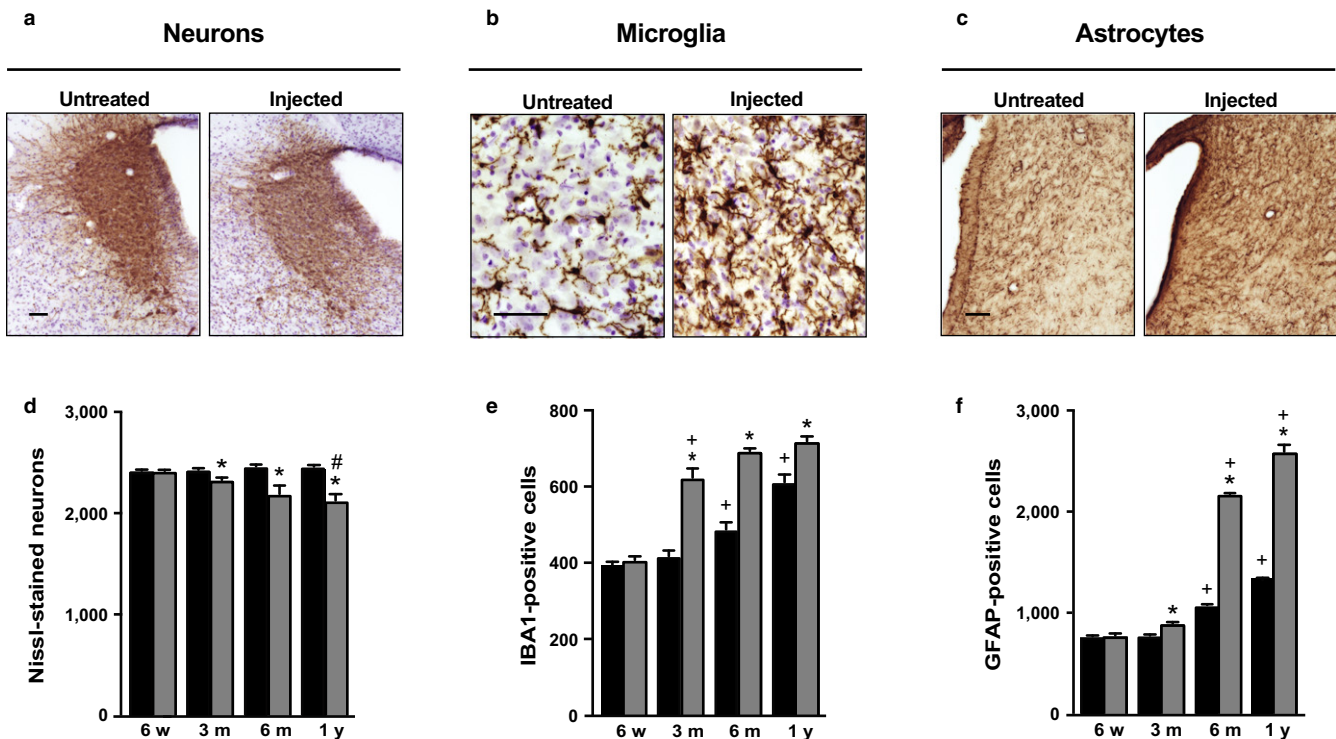 a
Neurons
Untreated Injected
b
Microglia
Untreated Injected
c
Astrocytes
Untreated Injected
d
Nissl-stained neurons
3,000
2,000
1,000
0
* * # *
6 w 3 m 6 m 1 y
e
IBA1-positive cells
800
600
400
200
0
+ * + * + *
6 w 3 m 6 m 1 y
f
GFAP-positive cells
3,000
2,000
1,000
0
* + + * + + *
6 w 3 m 6 m 1 y